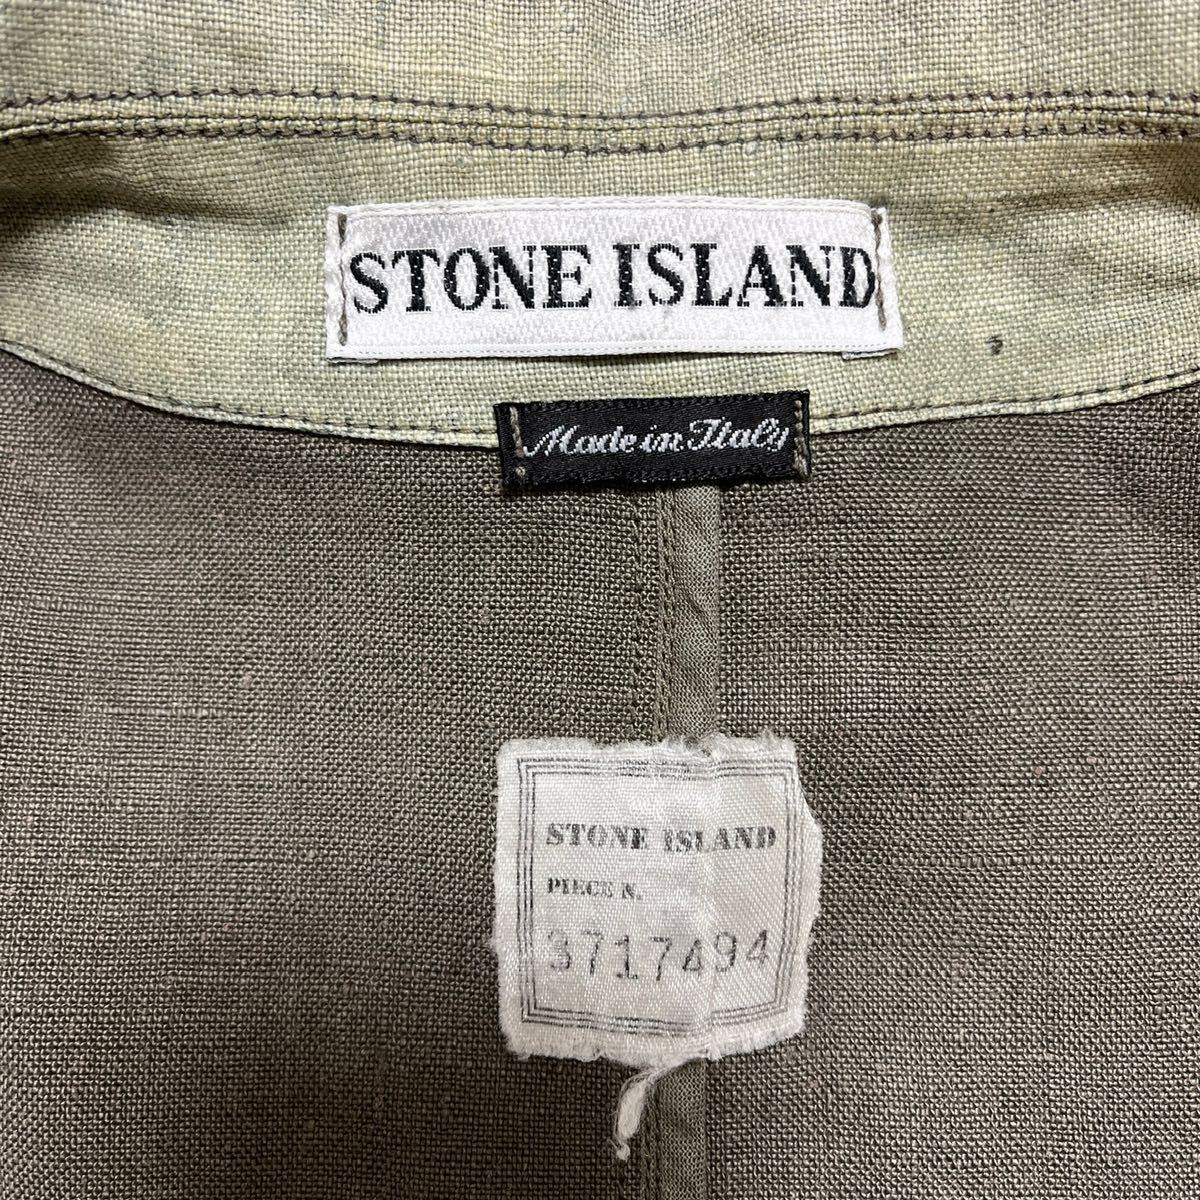 STONE ISLAND
Made in Italy
STONE ISLAND
PIECE N.
3717494